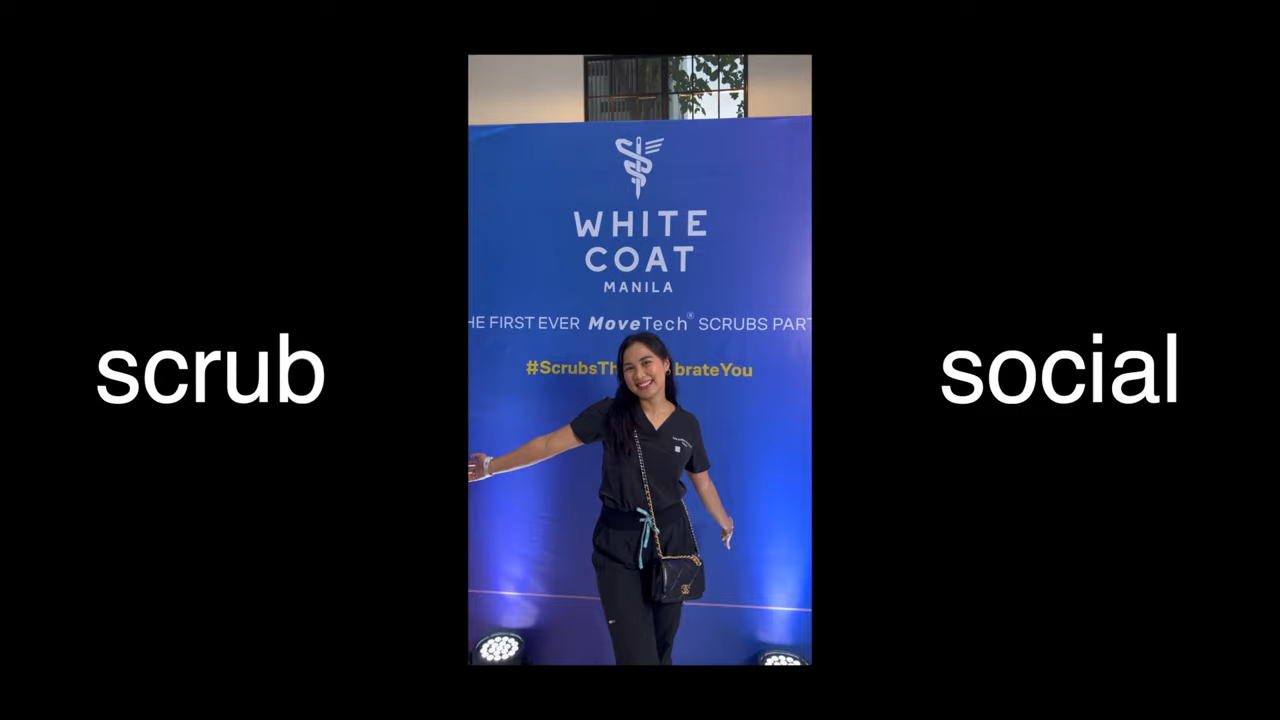 WHITE
COAT
MANILA
HE FIRST EVER MoveTech® SCRUBS PART
#ScrubsTh brateYou
scrub
social